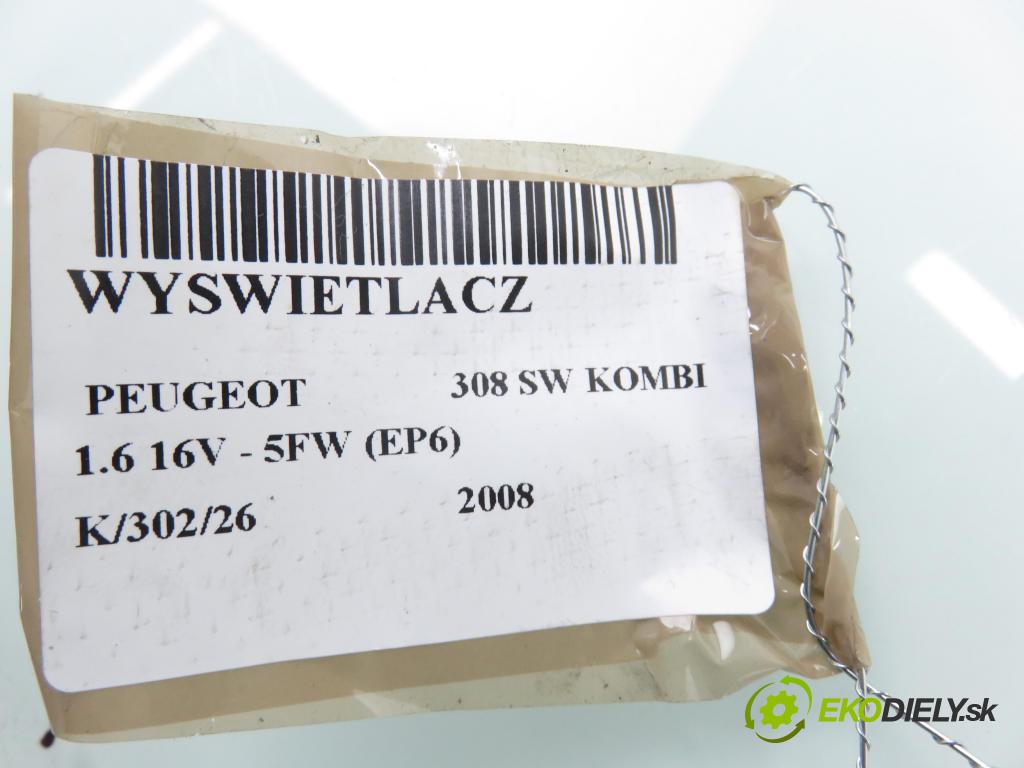 WYSWIETLACZ
PEUGEOT 308 SW KOMBI
1.6 16V - 5FW (EP6)
K/302/26 2008
EKODIELY.sk